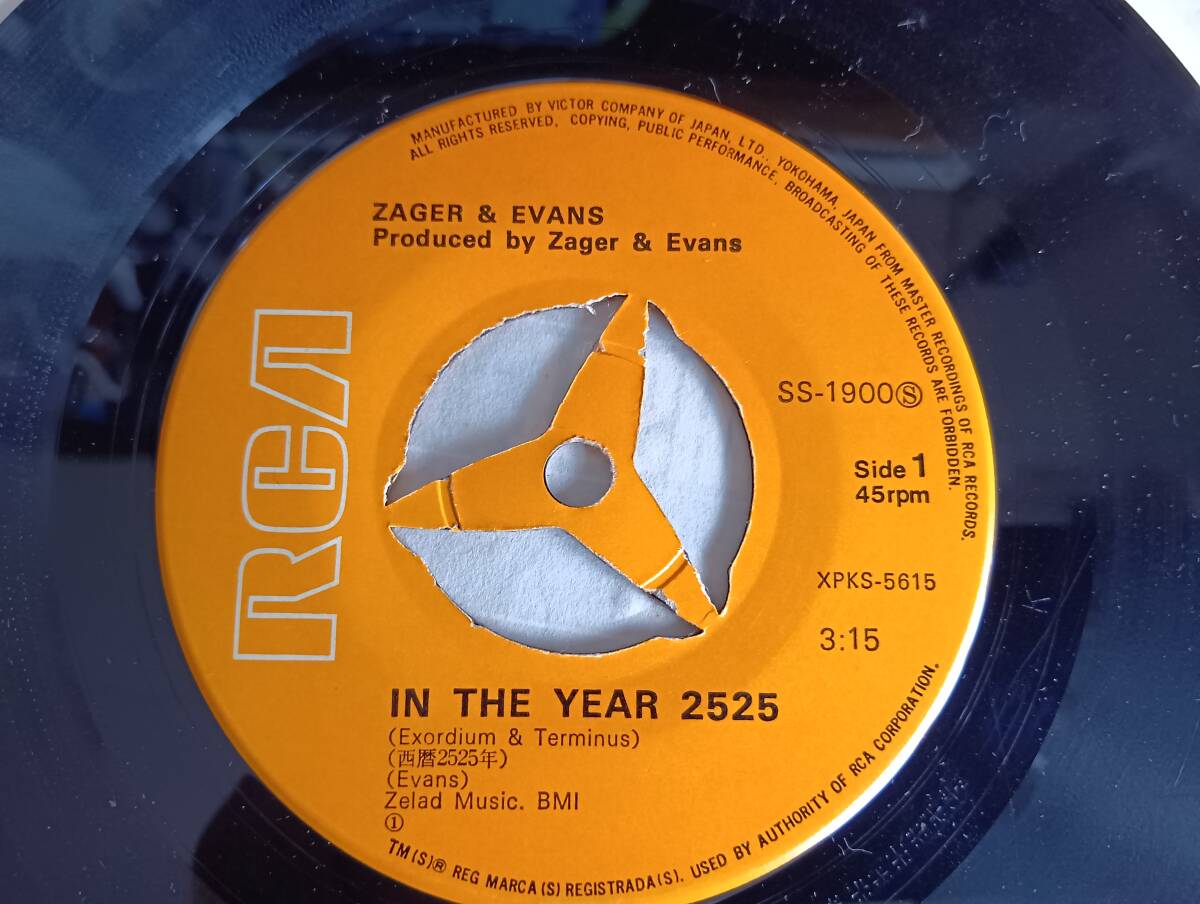 MANUFACTURED BY VICTOR COMPANY OF JAPAN, LTD., YOKOHAMA, JAPAN FROM MASTER RECORDINGS OF RCA RECORDS.
ALL RIGHTS RESERVED, COPYING, PUBLIC PERFORMANCE, BROADCASTING OF THESE RECORDS ARE FORBIDDEN.
ZAGER & EVANS
Produced by Zager & Evans
RCA
SS-1900Ⓢ
Side 1
45rpm
XPKS-5615
3:15
IN THE YEAR 2525
(Exordium & Terminus)
(西暦2525年)
(Evans)
Zelad Music. BMI
①
TM(S)® REG MARCA(S) REGISTRADA(S). USED BY AUTHORITY OF RCA CORPORATION.
K